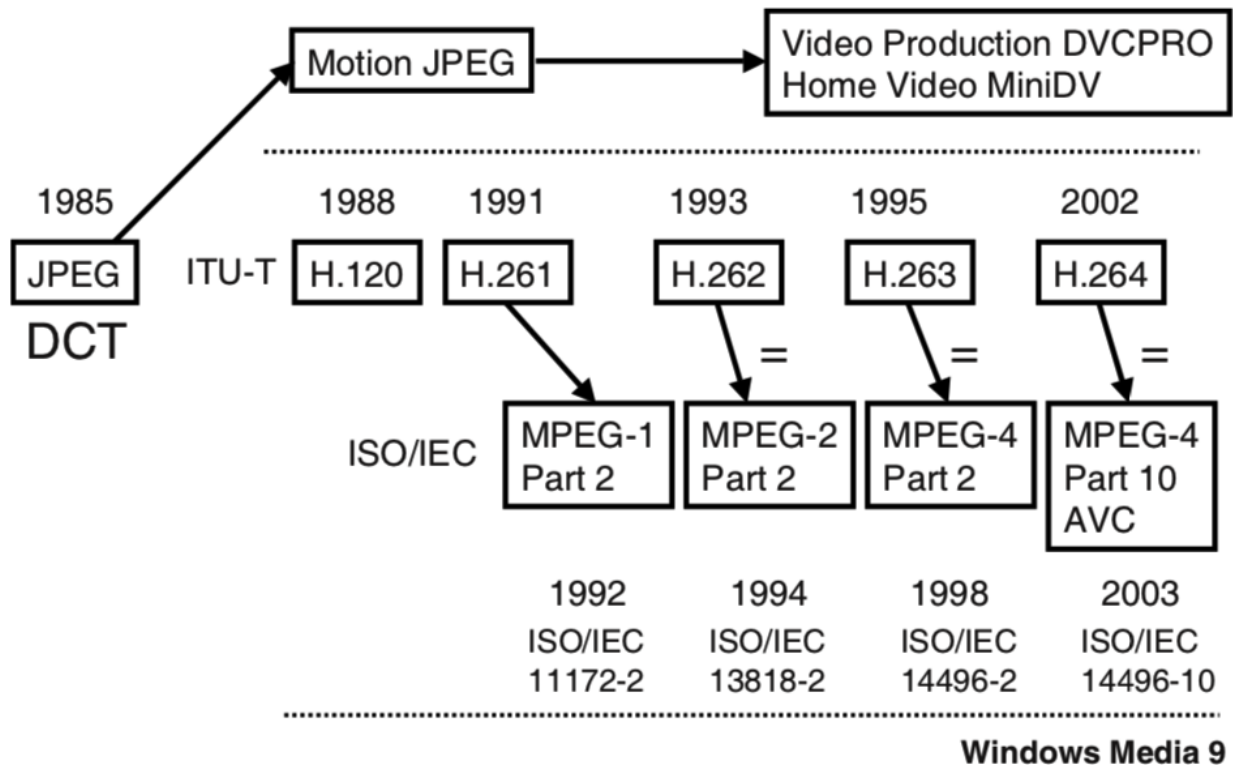 Motion JPEG
Video Production DVCPRO
Home Video MiniDV
1985
1988
1991
1993
1995
2002
JPEG
ITU-T
H.120
H.261
H.262
H.263
H.264
DCT
=
=
=
ISO/IEC
MPEG-1
Part 2
MPEG-2
Part 2
MPEG-4
Part 2
MPEG-4
Part 10
AVC
1992
ISO/IEC
11172-2
1994
ISO/IEC
13818-2
1998
ISO/IEC
14496-2
2003
ISO/IEC
14496-10
Windows Media 9